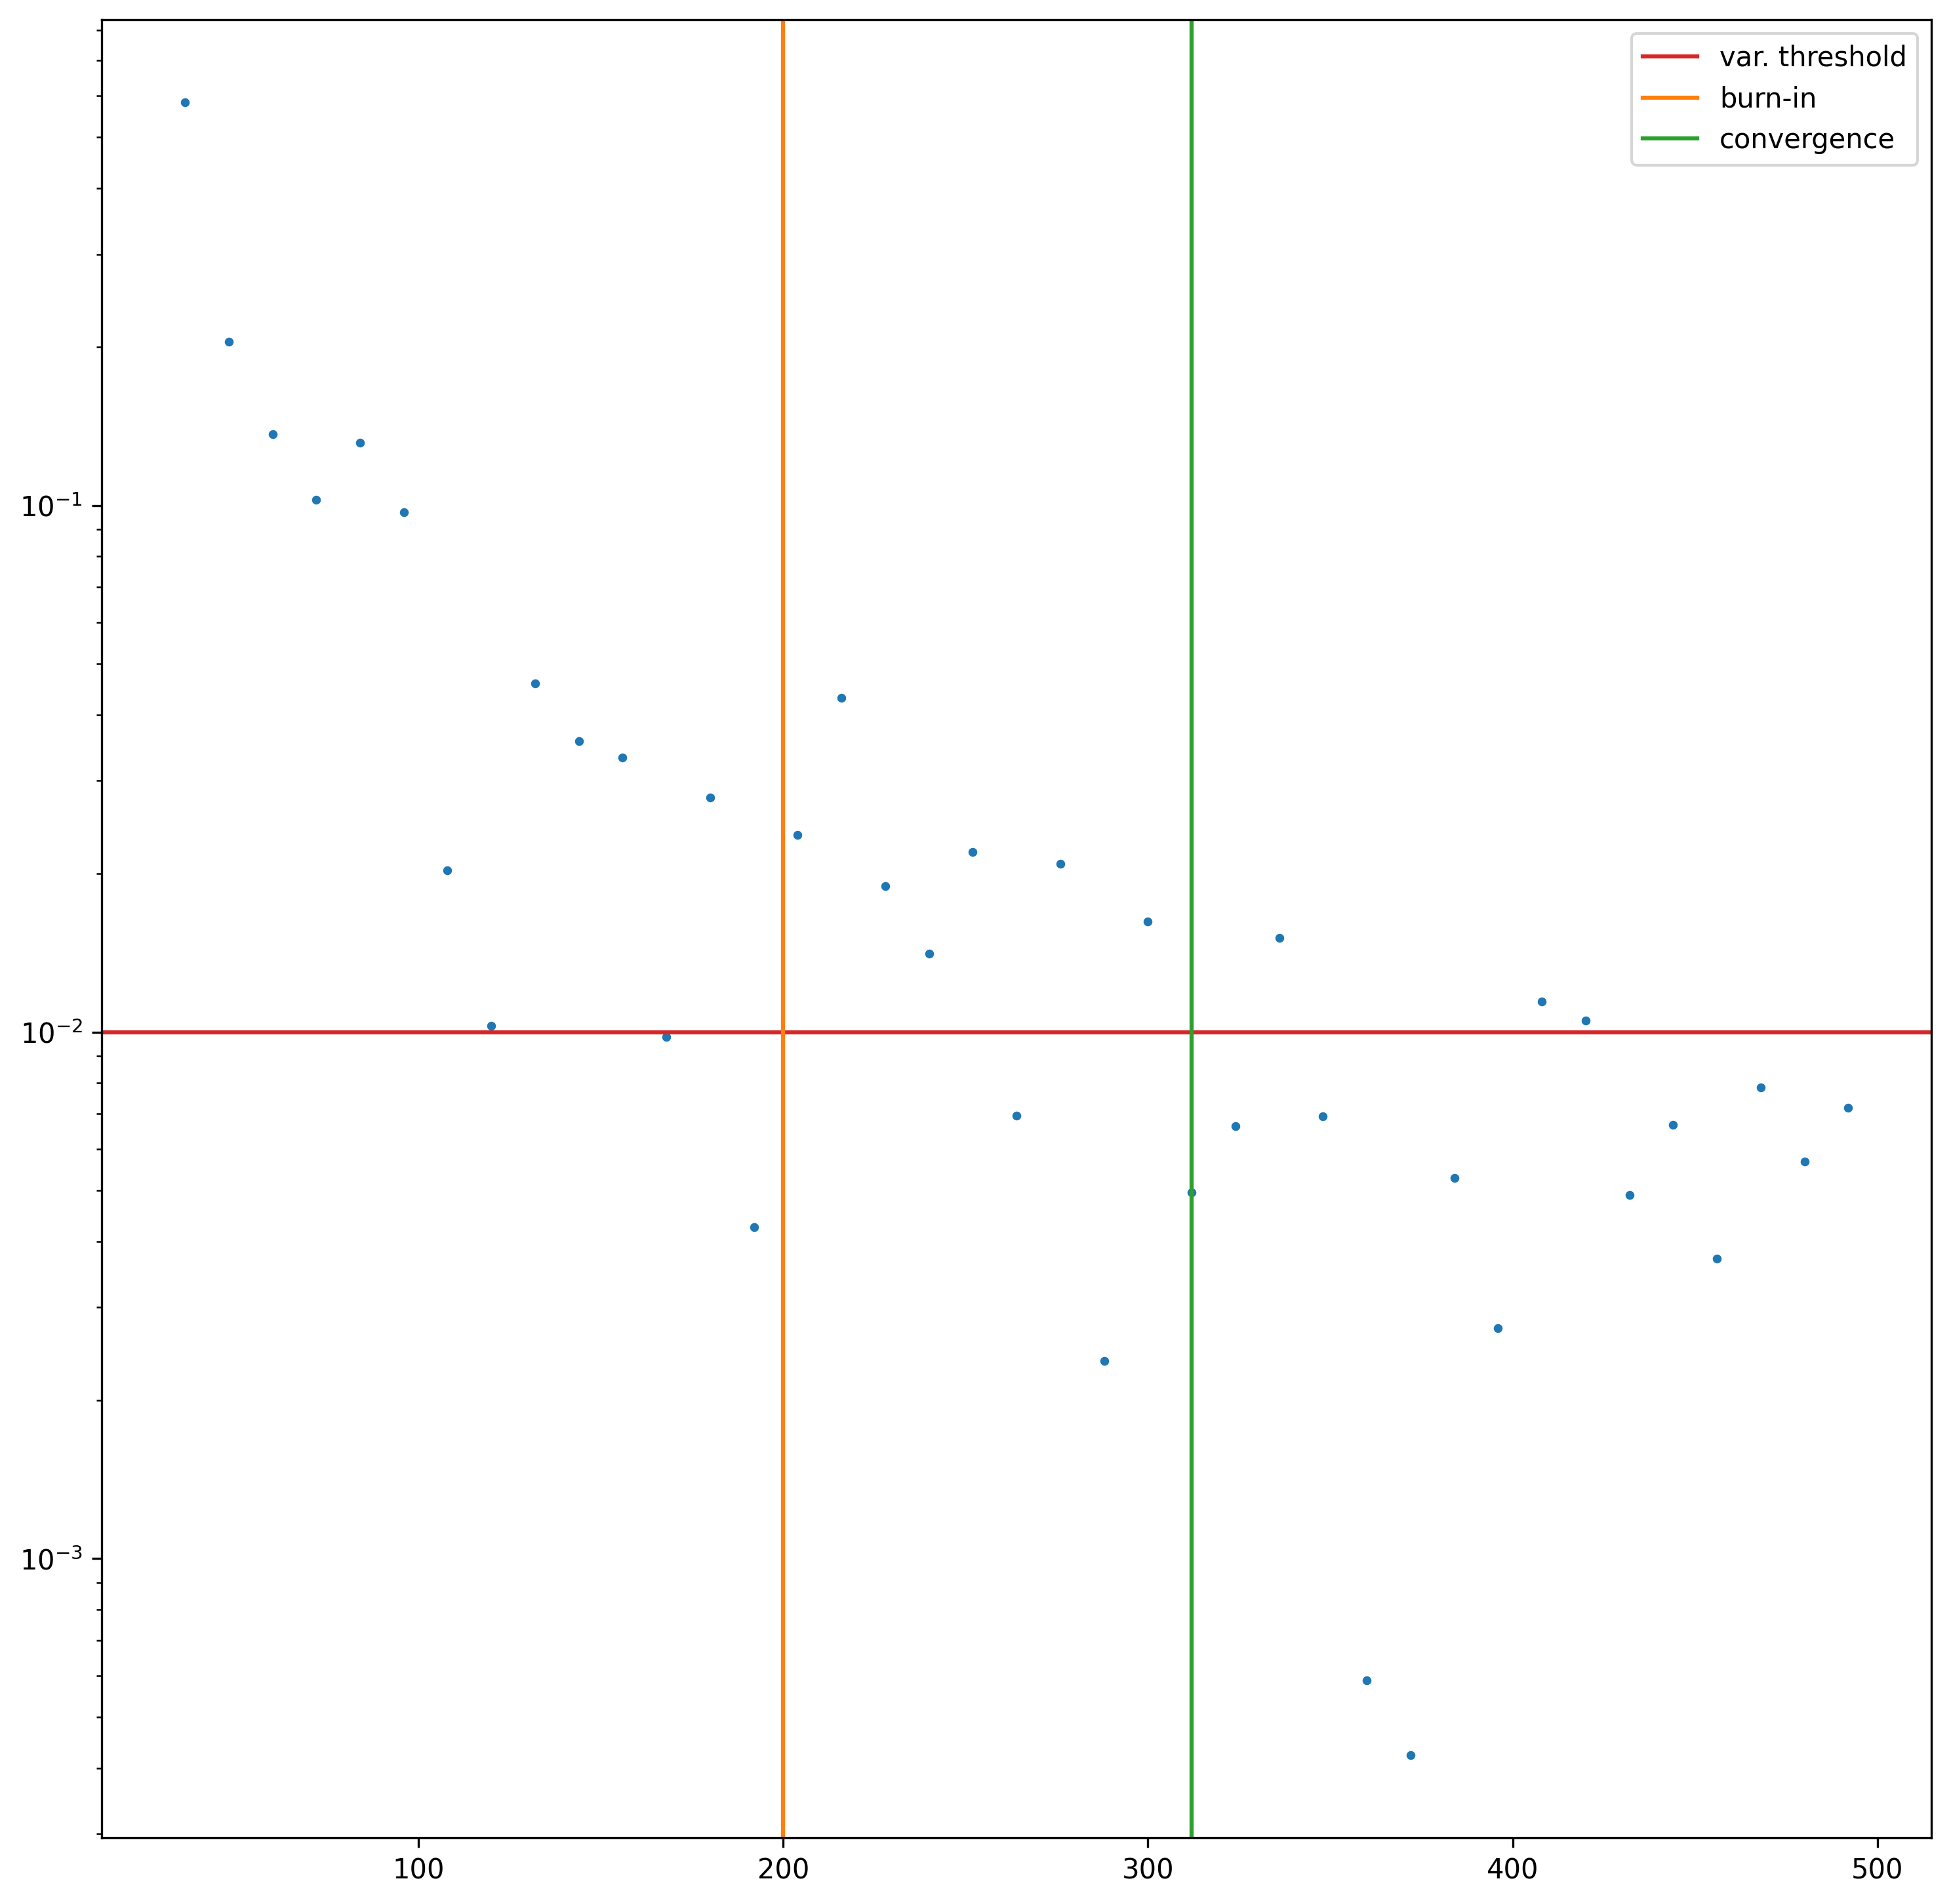 var. threshold
burn-in
convergence
10⁻¹
10⁻²
10⁻³
100 200 300 400 500